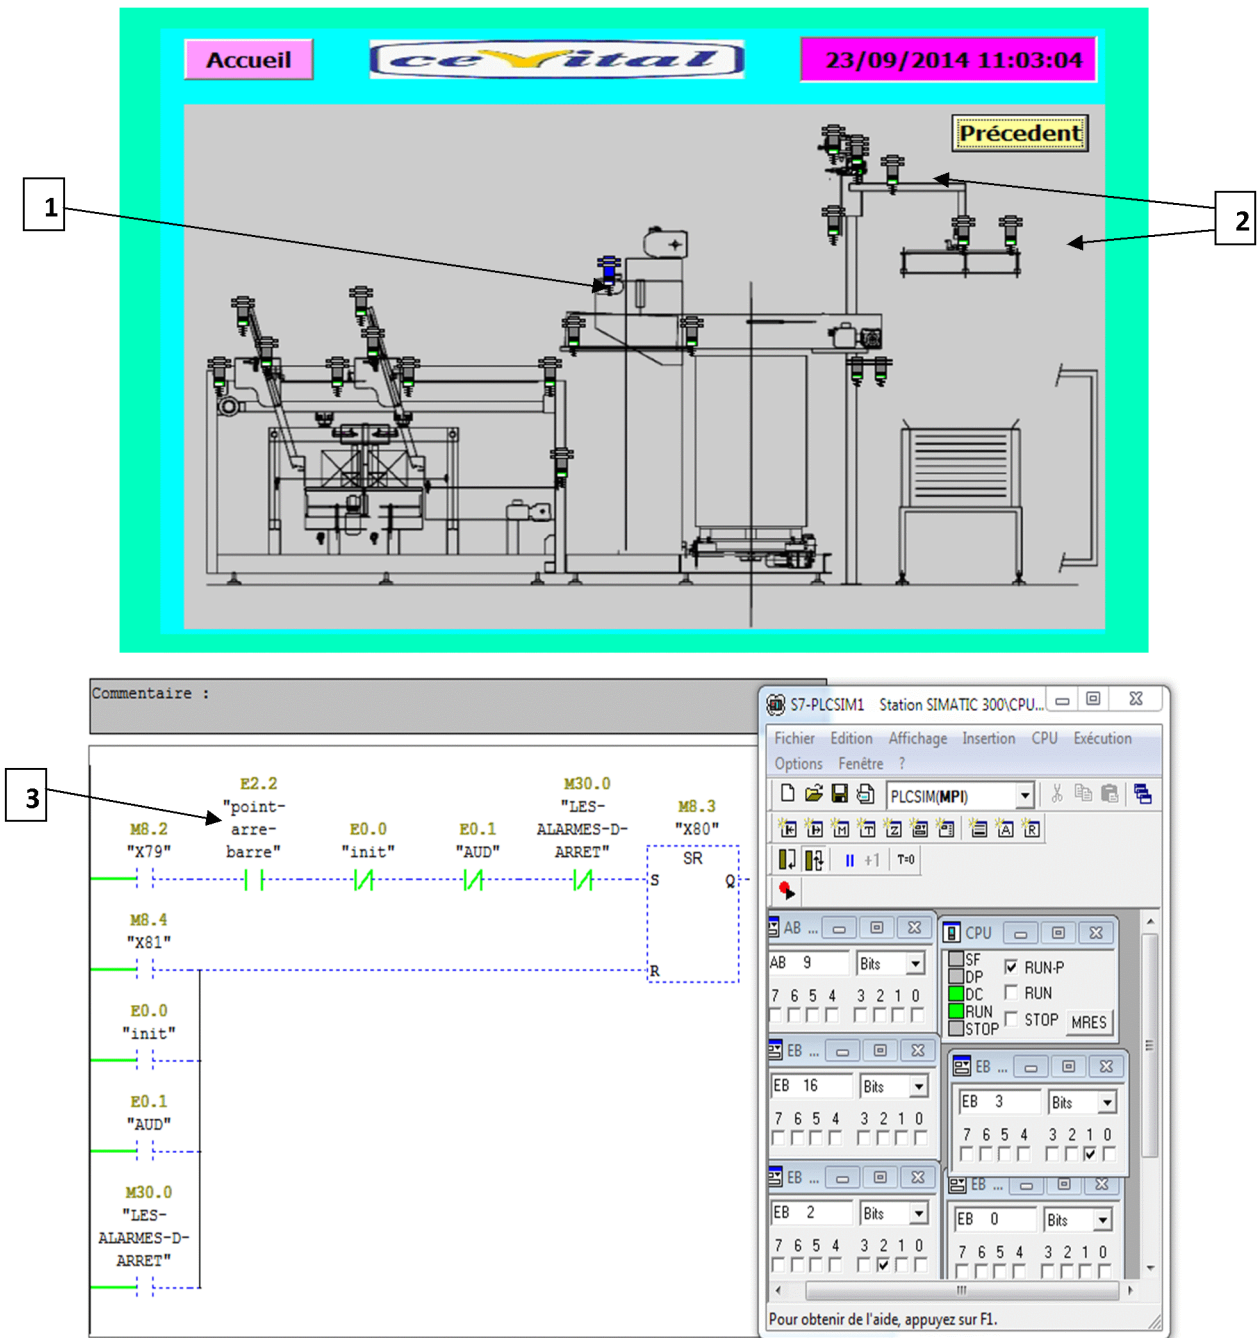 Accueil
ceVital
23/09/2014 11:03:04
Précedent
1
2
Commentaire :
3
E2.2
"point-
arre-
barre"
M30.0
"LES-
ALARMES-D-
ARRET"
M8.2
"X79"
E0.0
"init"
E0.1
"AUD"
M8.3
"X80"
SR
S
Q
M8.4
"X81"
R
E0.0
"init"
E0.1
"AUD"
M30.0
"LES-
ALARMES-D-
ARRET"
S7-PLCSIM1 Station SIMATIC 300\CPU...
Fichier Edition Affichage Insertion CPU Exécution
Options Fenêtre ?
PLCSIM(MPI)
+1 T=0
AB ...
AB 9 Bits
7 6 5 4 3 2 1 0
CPU
SF
DP
DC
RUN
STOP
RUN-P
RUN
STOP MRES
EB ...
EB 16 Bits
7 6 5 4 3 2 1 0
EB ...
EB 3 Bits
7 6 5 4 3 2 1 0
EB ...
EB 2 Bits
7 6 5 4 3 2 1 0
EB ...
EB 0 Bits
7 6 5 4 3 2 1 0
Pour obtenir de l'aide, appuyez sur F1.